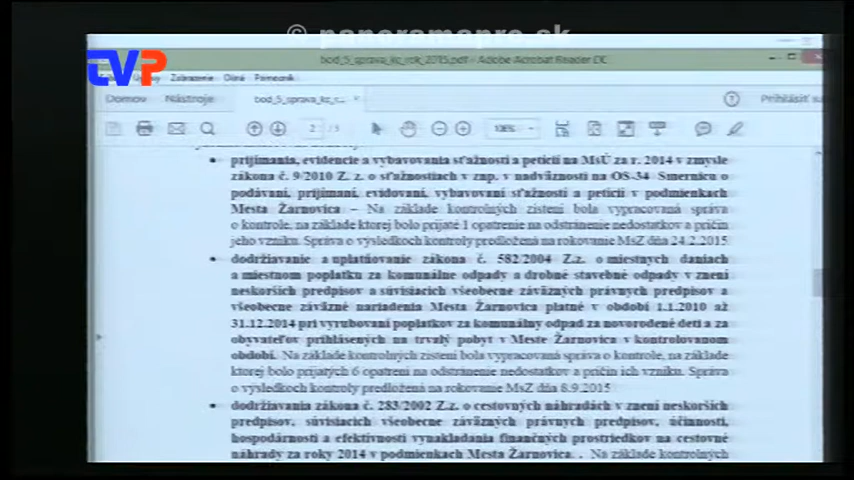 © panoramapro.sk
tVP
bod_5_sprava_kc_rok_2015.pdf - Adobe Acrobat Reader DC
Úpravy Zobrazenie Okná Pomocník
Domov Nástroje bod_5_sprava_kc_r... × Prihlásiť sa
2 / 5
prijímania, evidencie a vybavovania sťažností a petícií na MsÚ za r. 2014 v zmysle
zákona č. 9/2010 Z. z. o sťažnostiach v znp. v nadväznosti na OS-34 Smernicu o
podávaní, prijímaní, evidovaní, vybavovaní sťažností a petícií v podmienkach
Mesta Žarnovica – Na základe kontrolných zistení bola vypracovaná správa
o kontrole, na základe ktorej bolo prijaté 1 opatrenie na odstránenie nedostatkov a príčin
jeho vzniku. Správa o výsledkoch kontroly predložená na rokovanie MsZ dňa 24.2.2015
dodržiavanie a uplatňovanie zákona č. 582/2004 Z.z. o miestnych daniach
a miestnom poplatku za komunálne odpady a drobné stavebné odpady v znení
neskorších predpisov a súvisiacich všeobecne záväzných právnych predpisov a
všeobecne záväzné nariadenia Mesta Žarnovica platné v období 1.1.2010 až
31.12.2014 pri vyrubovaní poplatkov za komunálny odpad za novorodené deti a za
obyvateľov prihlásených na trvalý pobyt v Meste Žarnovica v kontrolovanom
období. Na základe kontrolných zistení bola vypracovaná správa o kontrole, na základe
ktorej bolo prijatých 6 opatrení na odstránenie nedostatkov a príčin ich vzniku. Správa
o výsledkoch kontroly predložená na rokovanie MsZ dňa 8.9.2015
dodržiavania zákona č. 283/2002 Z.z. o cestovných náhradách v znení neskorších
predpisov, súvisiacich všeobecne záväzných právnych predpisov, účinnosti,
hospodárnosti a efektívnosti vynakladania finančných prostriedkov na cestovné
náhrady za roky 2014 v podmienkach Mesta Žarnovica. . Na základe kontrolných